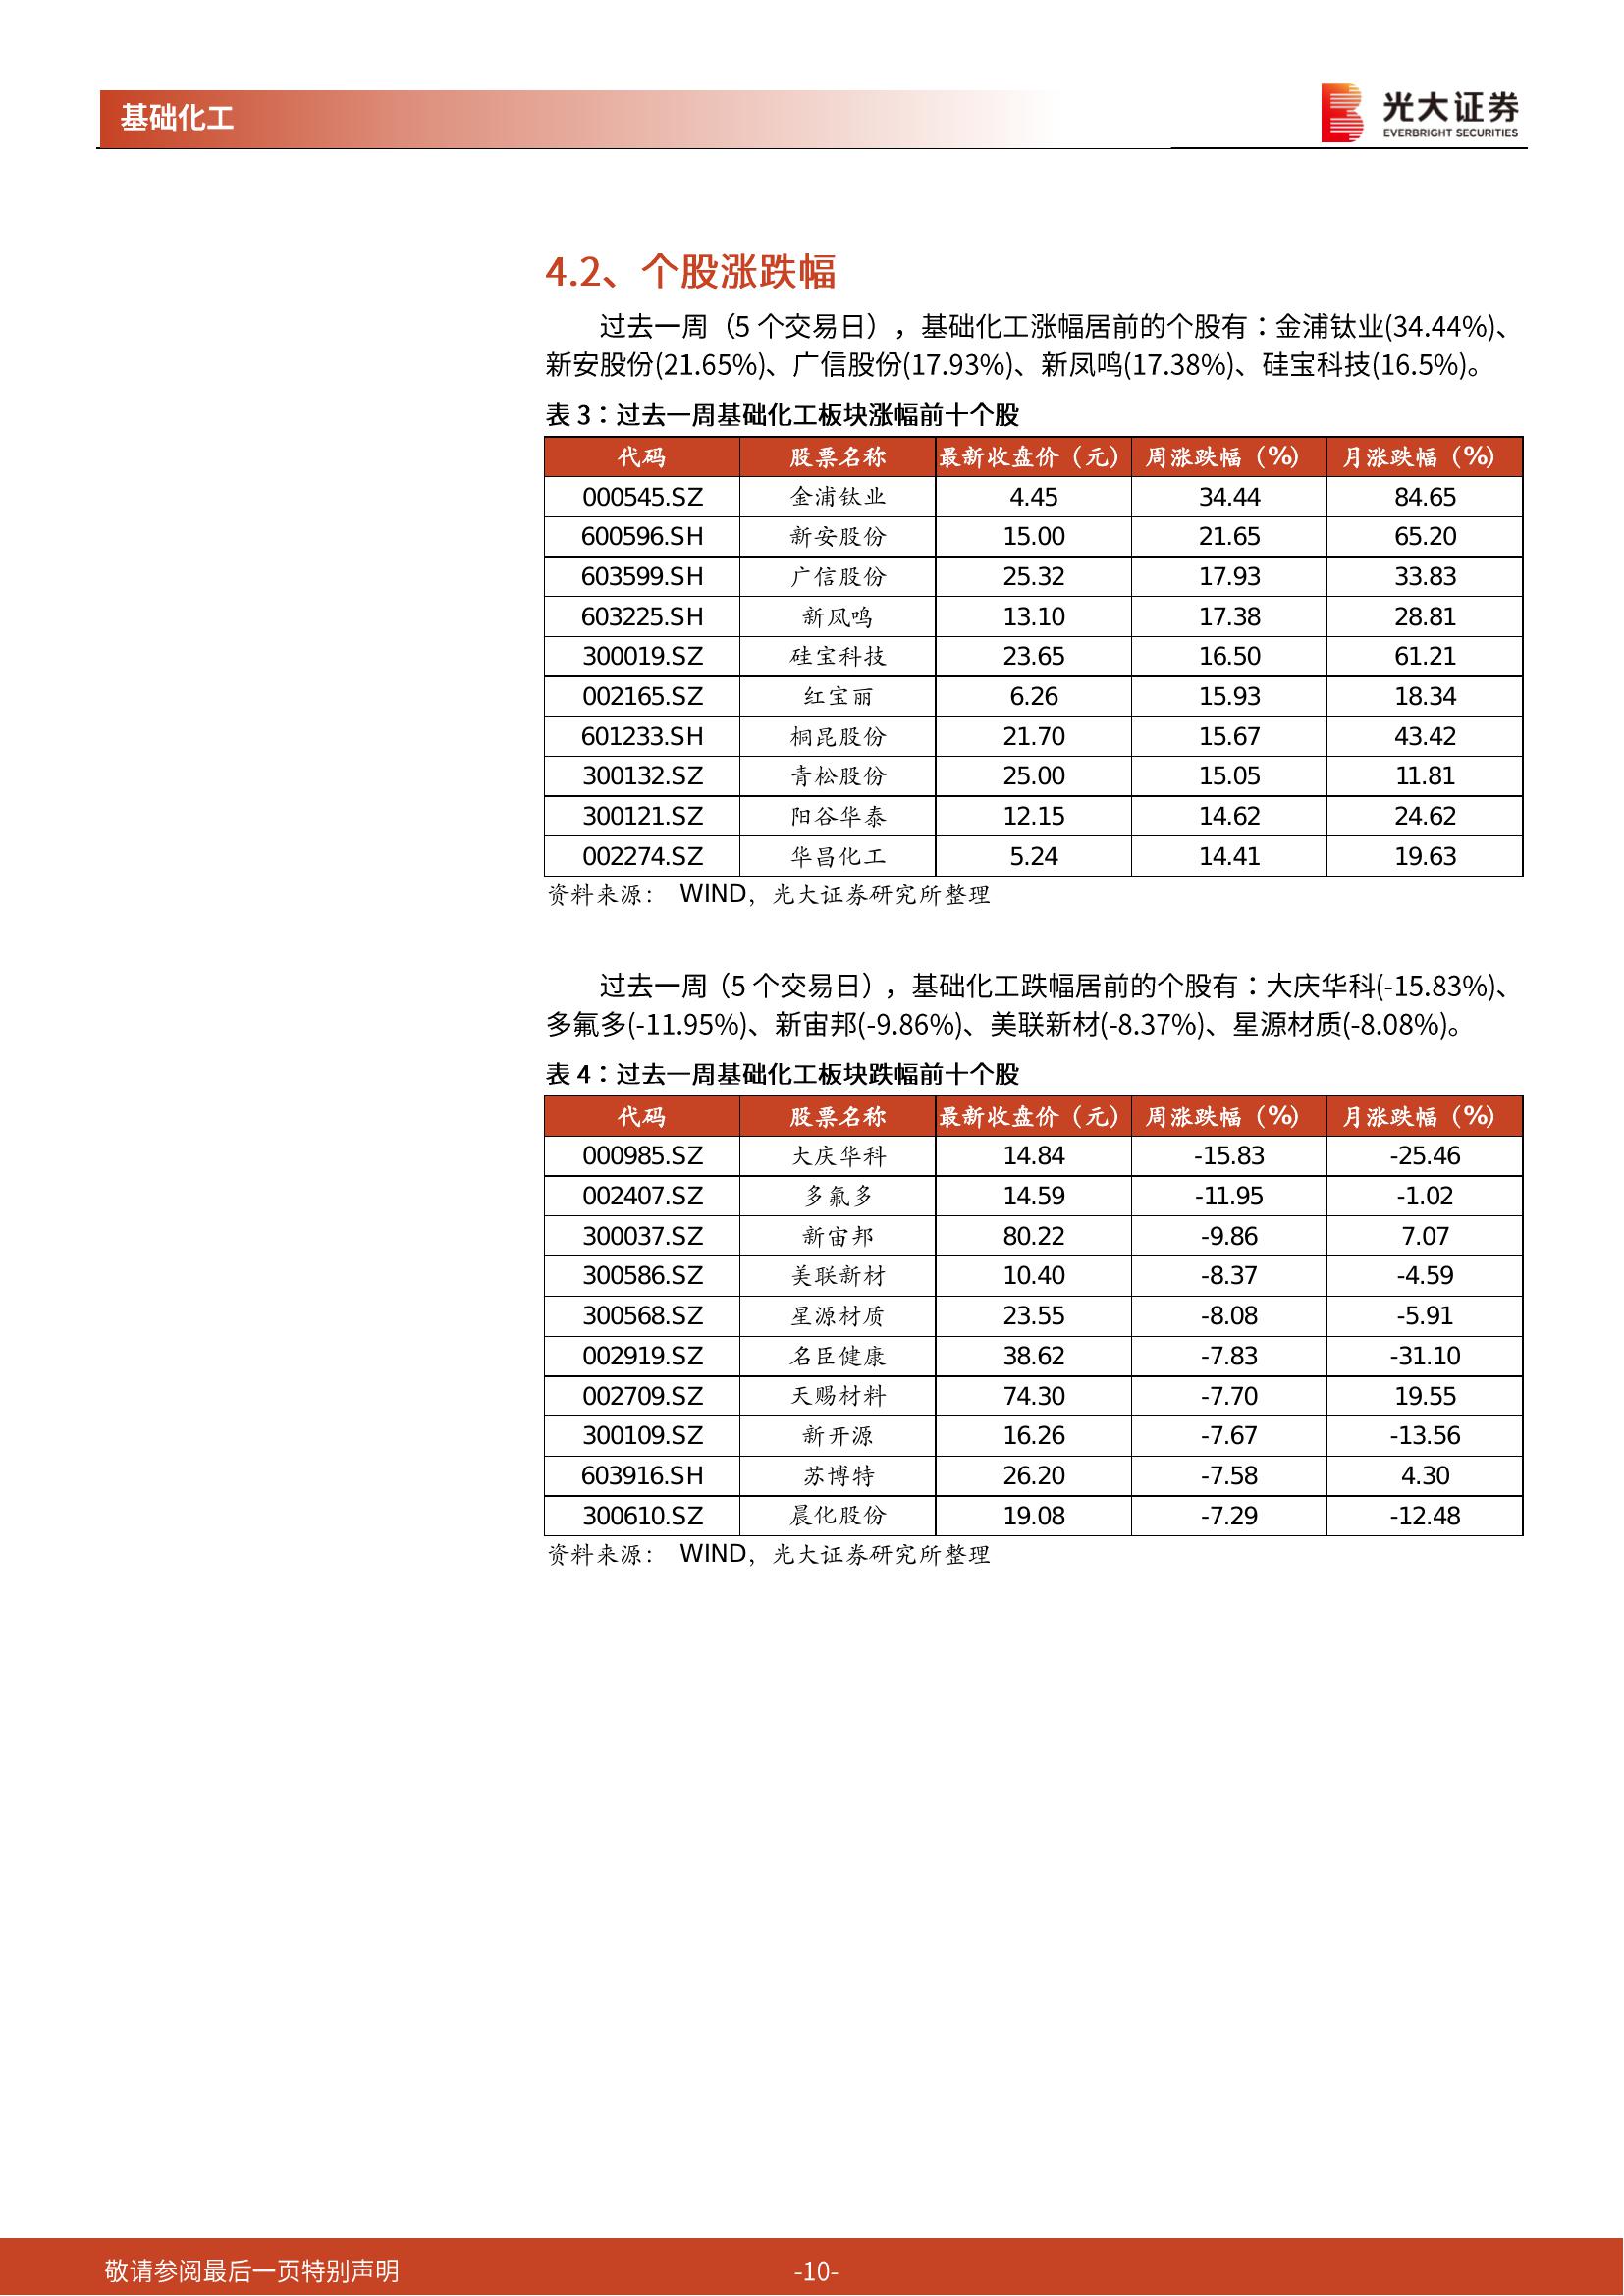 基础化工
光大证券
EVERBRIGHT SECURITIES
4.2、个股涨跌幅
过去一周（5 个交易日），基础化工涨幅居前的个股有：金浦钛业(34.44%)、
新安股份(21.65%)、广信股份(17.93%)、新凤鸣(17.38%)、硅宝科技(16.5%)。
表 3：过去一周基础化工板块涨幅前十个股
代码 股票名称 最新收盘价（元） 周涨跌幅（%） 月涨跌幅（%）
000545.SZ 金浦钛业 4.45 34.44 84.65
600596.SH 新安股份 15.00 21.65 65.20
603599.SH 广信股份 25.32 17.93 33.83
603225.SH 新凤鸣 13.10 17.38 28.81
300019.SZ 硅宝科技 23.65 16.50 61.21
002165.SZ 红宝丽 6.26 15.93 18.34
601233.SH 桐昆股份 21.70 15.67 43.42
300132.SZ 青松股份 25.00 15.05 11.81
300121.SZ 阳谷华泰 12.15 14.62 24.62
002274.SZ 华昌化工 5.24 14.41 19.63
资料来源： WIND，光大证券研究所整理
过去一周（5 个交易日），基础化工跌幅居前的个股有：大庆华科(-15.83%)、
多氟多(-11.95%)、新宙邦(-9.86%)、美联新材(-8.37%)、星源材质(-8.08%)。
表 4：过去一周基础化工板块跌幅前十个股
代码 股票名称 最新收盘价（元） 周涨跌幅（%） 月涨跌幅（%）
000985.SZ 大庆华科 14.84 -15.83 -25.46
002407.SZ 多氟多 14.59 -11.95 -1.02
300037.SZ 新宙邦 80.22 -9.86 7.07
300586.SZ 美联新材 10.40 -8.37 -4.59
300568.SZ 星源材质 23.55 -8.08 -5.91
002919.SZ 名臣健康 38.62 -7.83 -31.10
002709.SZ 天赐材料 74.30 -7.70 19.55
300109.SZ 新开源 16.26 -7.67 -13.56
603916.SH 苏博特 26.20 -7.58 4.30
300610.SZ 晨化股份 19.08 -7.29 -12.48
资料来源： WIND，光大证券研究所整理
敬请参阅最后一页特别声明 -10-